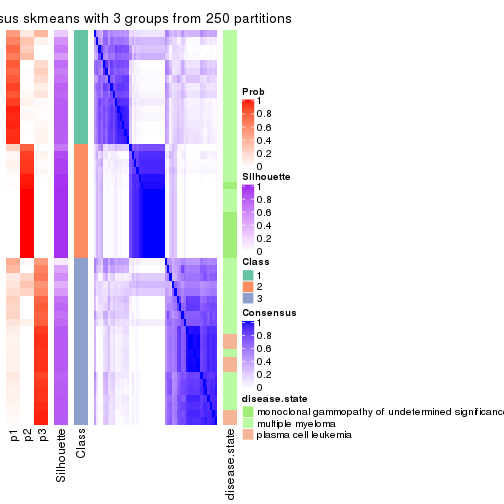 sus skmeans with 3 groups from 250 partitions
Prob
1
0.8
0.6
0.4
0.2
0
Silhouette
1
0.8
0.6
0.4
0.2
0
Class
1
2
3
Consensus
1
0.8
0.6
0.4
0.2
0
disease.state
monoclonal gammopathy of undetermined significance
multiple myeloma
plasma cell leukemia
p1
p2
p3
Silhouette
Class
disease.state